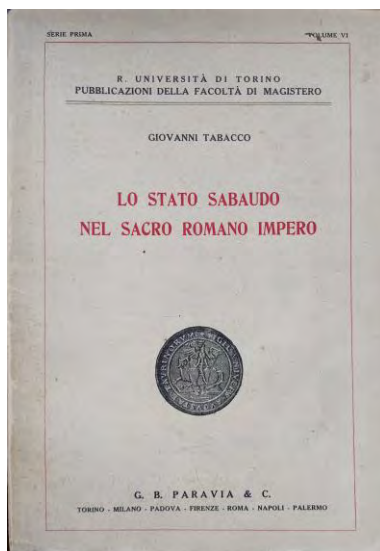 SERIE PRIMA
VOLUME VI
R. UNIVERSITÀ DI TORINO
PUBBLICAZIONI DELLA FACOLTÀ DI MAGISTERO
GIOVANNI TABACCO
LO STATO SABAUDO
NEL SACRO ROMANO IMPERO
G. B. PARAVIA & C.
TORINO - MILANO - PADOVA - FIRENZE - ROMA - NAPOLI - PALERMO